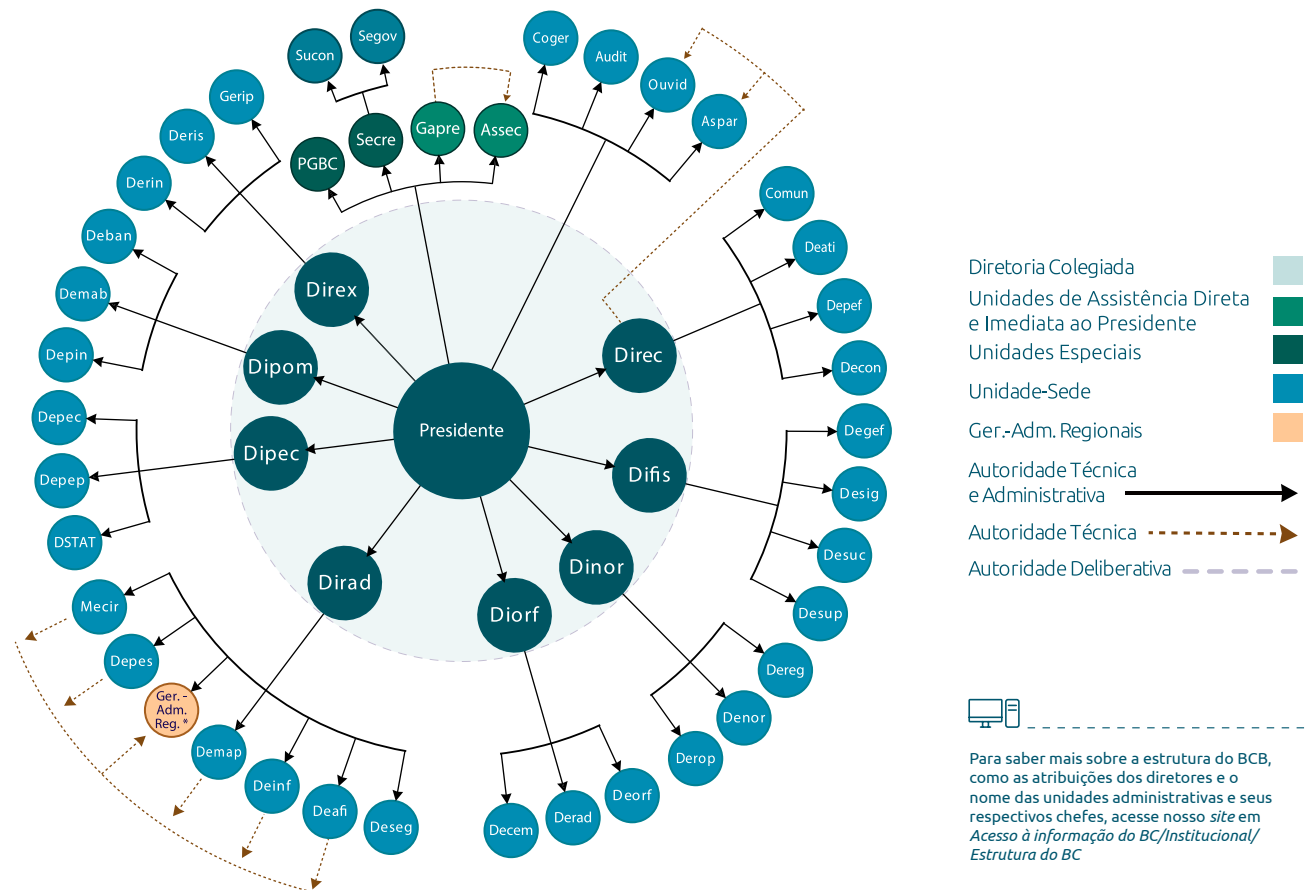 Segov
Sucon
Coger
Audit
Ouvid
Aspar
Gerip
Deris
Derin
PGBC
Secre
Gapre
Assec
Deban
Demab
Depin
Depec
Depep
DSTAT
Direx
Dipom
Dipec
Dirad
Presidente
Direc
Difis
Dinor
Diorf
Comun
Deati
Depef
Decon
Degef
Desig
Desuc
Desup
Dereg
Denor
Derop
Deorf
Derad
Decem
Mecir
Depes
Ger. -
Adm.
Reg. *
Demap
Deinf
Deafi
Deseg
Diretoria Colegiada
Unidades de Assistência Direta
e Imediata ao Presidente
Unidades Especiais
Unidade-Sede
Ger.-Adm. Regionais
Autoridade Técnica
e Administrativa
Autoridade Técnica
Autoridade Deliberativa
Para saber mais sobre a estrutura do BCB,
como as atribuições dos diretores e o
nome das unidades administrativas e seus
respectivos chefes, acesse nosso site em
Acesso à informação do BC/Institucional/
Estrutura do BC